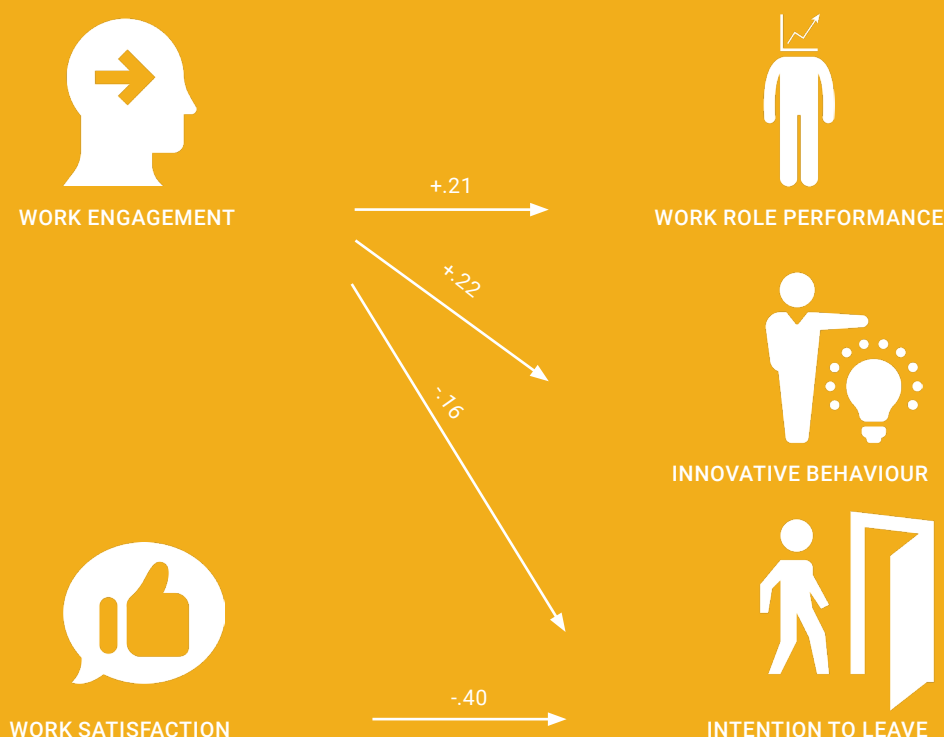 +.21
WORK ENGAGEMENT
WORK ROLE PERFORMANCE
+.22
-.16
INNOVATIVE BEHAVIOUR
-.40
WORK SATISFACTION
INTENTION TO LEAVE